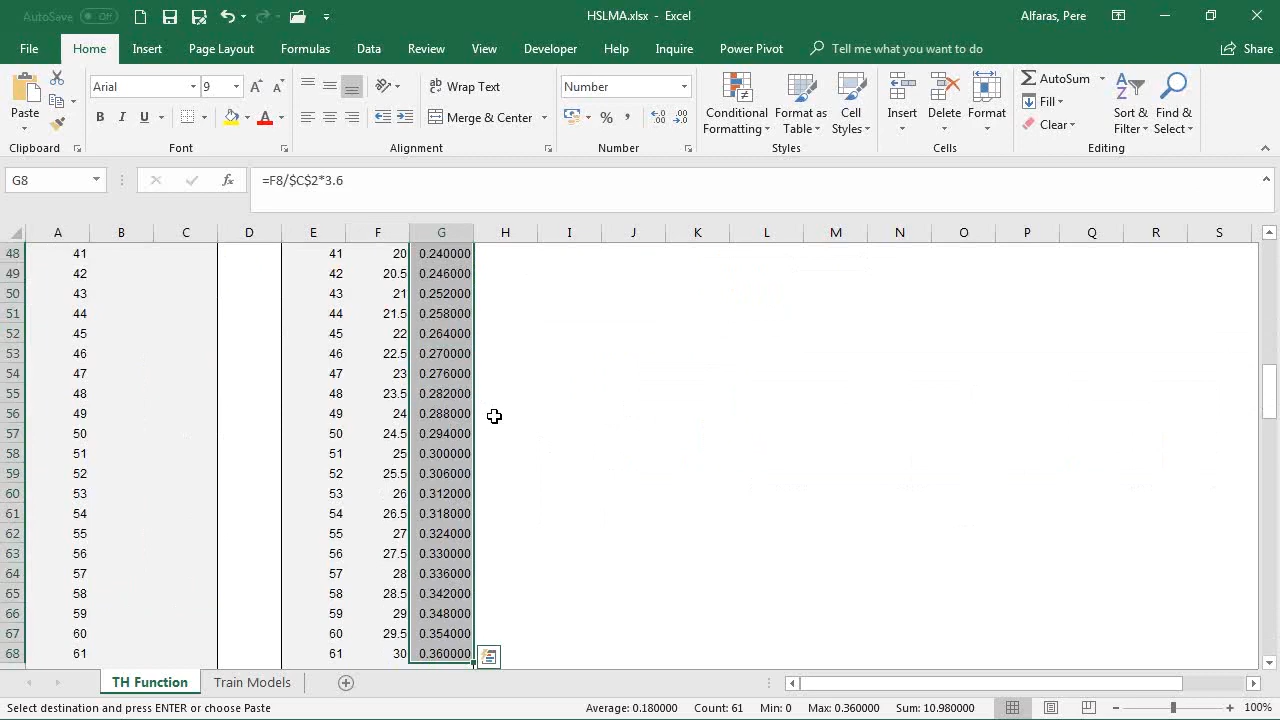 AutoSave Off HSLMA.xlsx - Excel Alfaras, Pere
File Home Insert Page Layout Formulas Data Review View Developer Help Inquire Power Pivot Tell me what you want to do Share
Paste Arial 9 Wrap Text Number Conditional Formatting Format as Table Cell Styles Insert Delete Format AutoSum Sort & Filter Find & Select
B I U A Merge & Center % , Fill Clear
Clipboard Font Alignment Number Styles Cells Editing
G8 fx =F8/$C$2*3.6
A B C D E F G H I J K L M N O P Q R S
48 41 41 20 0.240000
49 42 42 20.5 0.246000
50 43 43 21 0.252000
51 44 44 21.5 0.258000
52 45 45 22 0.264000
53 46 46 22.5 0.270000
54 47 47 23 0.276000
55 48 48 23.5 0.282000
56 49 49 24 0.288000
57 50 50 24.5 0.294000
58 51 51 25 0.300000
59 52 52 25.5 0.306000
60 53 53 26 0.312000
61 54 54 26.5 0.318000
62 55 55 27 0.324000
63 56 56 27.5 0.330000
64 57 57 28 0.336000
65 58 58 28.5 0.342000
66 59 59 29 0.348000
67 60 60 29.5 0.354000
68 61 61 30 0.360000
TH Function Train Models
Select destination and press ENTER or choose Paste Average: 0.180000 Count: 61 Min: 0 Max: 0.360000 Sum: 10.980000 100%